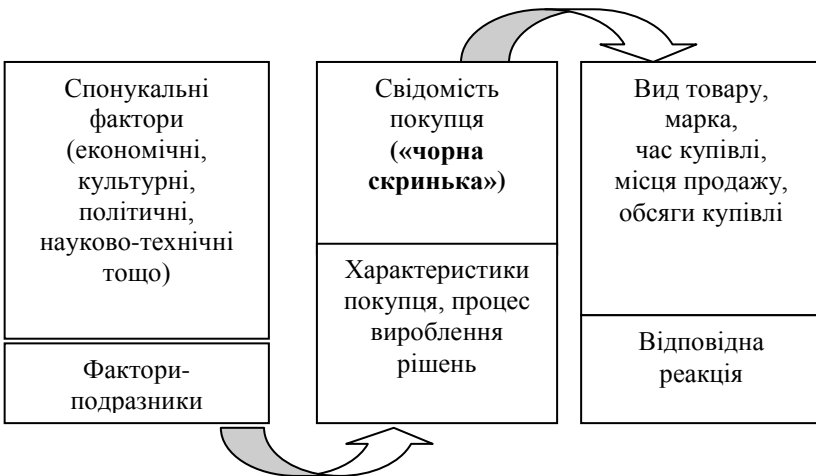 Спонукальні
фактори
(економічні,
культурні,
політичні,
науково-технічні
тощо)
Фактори-
подразники
Свідомість
покупця
(«чорна
скринька»)
Характеристики
покупця, процес
вироблення
рішень
Вид товару,
марка,
час купівлі,
місця продажу,
обсяги купівлі
Відповідна
реакція